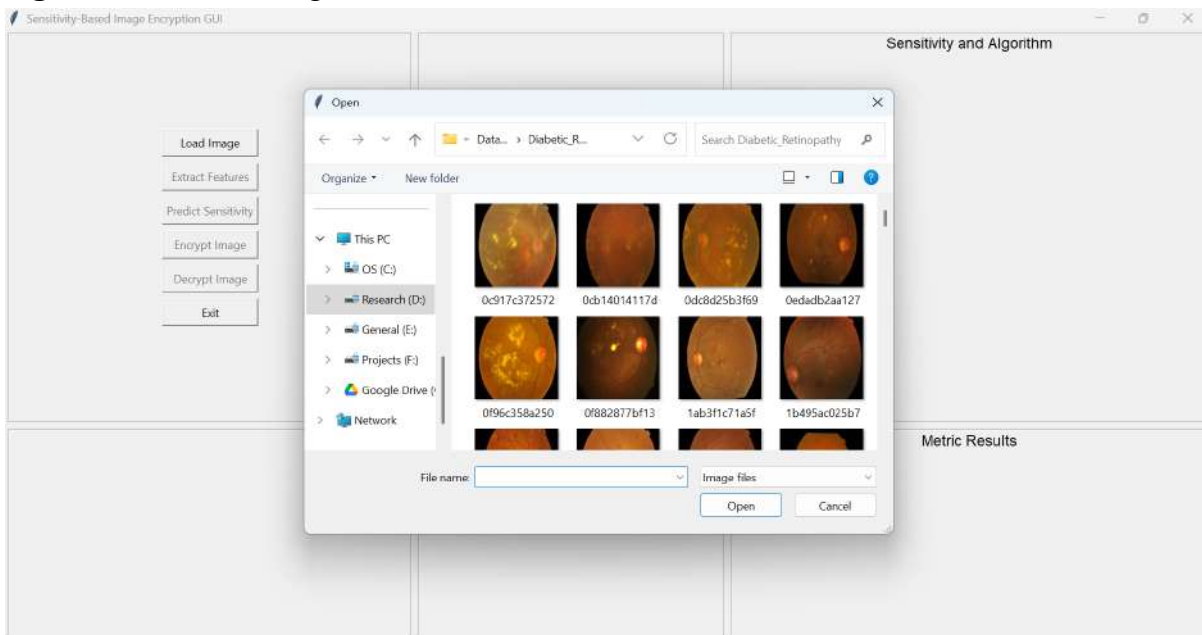 Sensitivity-Based Image Encryption GUI
Sensitivity and Algorithm
Open
Data... › Diabetic_R...
Search Diabetic_Retinopathy
Organize
New folder
Load Image
Extract Features
Predict Sensitivity
Encrypt Image
Decrypt Image
Exit
This PC
OS (C:)
Research (D:)
General (E:)
Projects (F:)
Google Drive (
Network
0c917c372572
0cb14014117d
0dc8d25b3f69
0edadb2aa127
0f96c358a250
0f882877bf13
1ab3f1c71a5f
1b495ac025b7
File name:
Image files
Open
Cancel
Metric Results